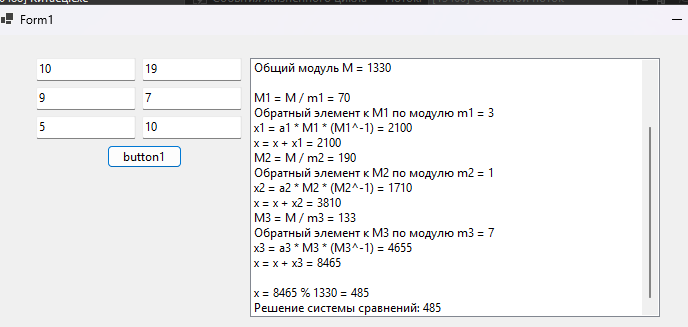 Form1
10 19
9 7
5 10
button1
Общий модуль M = 1330
M1 = M / m1 = 70
Обратный элемент к M1 по модулю m1 = 3
x1 = a1 * M1 * (M1^-1) = 2100
x = x + x1 = 2100
M2 = M / m2 = 190
Обратный элемент к M2 по модулю m2 = 1
x2 = a2 * M2 * (M2^-1) = 1710
x = x + x2 = 3810
M3 = M / m3 = 133
Обратный элемент к M3 по модулю m3 = 7
x3 = a3 * M3 * (M3^-1) = 4655
x = x + x3 = 8465
x = 8465 % 1330 = 485
Решение системы сравнений: 485